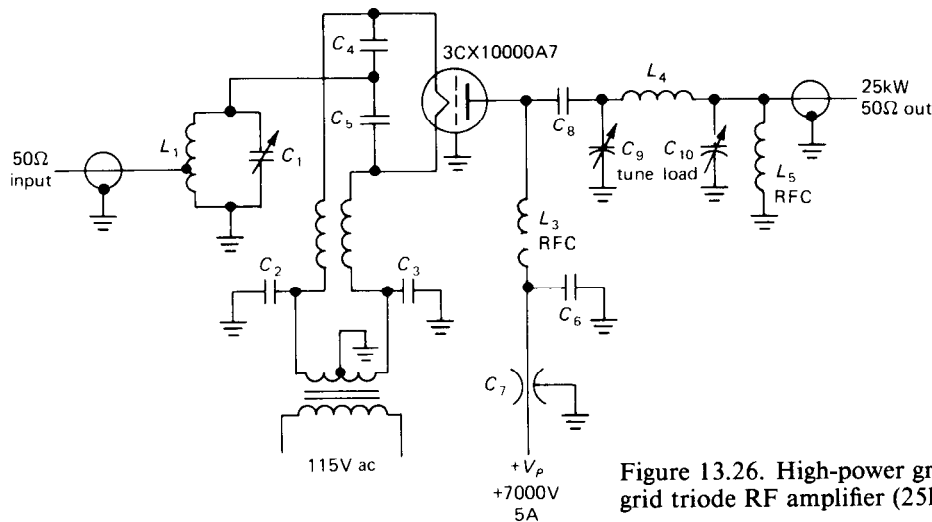 C4
3CX10000A7
L4
25kW
50Ω out
C5
C8
50Ω
input
L1
C1
C9
tune
C10
load
L5
RFC
L3
RFC
C2
C3
C6
C7
115V ac
+Vp
+7000V
5A
Figure 13.26. High-power gr
grid triode RF amplifier (25k